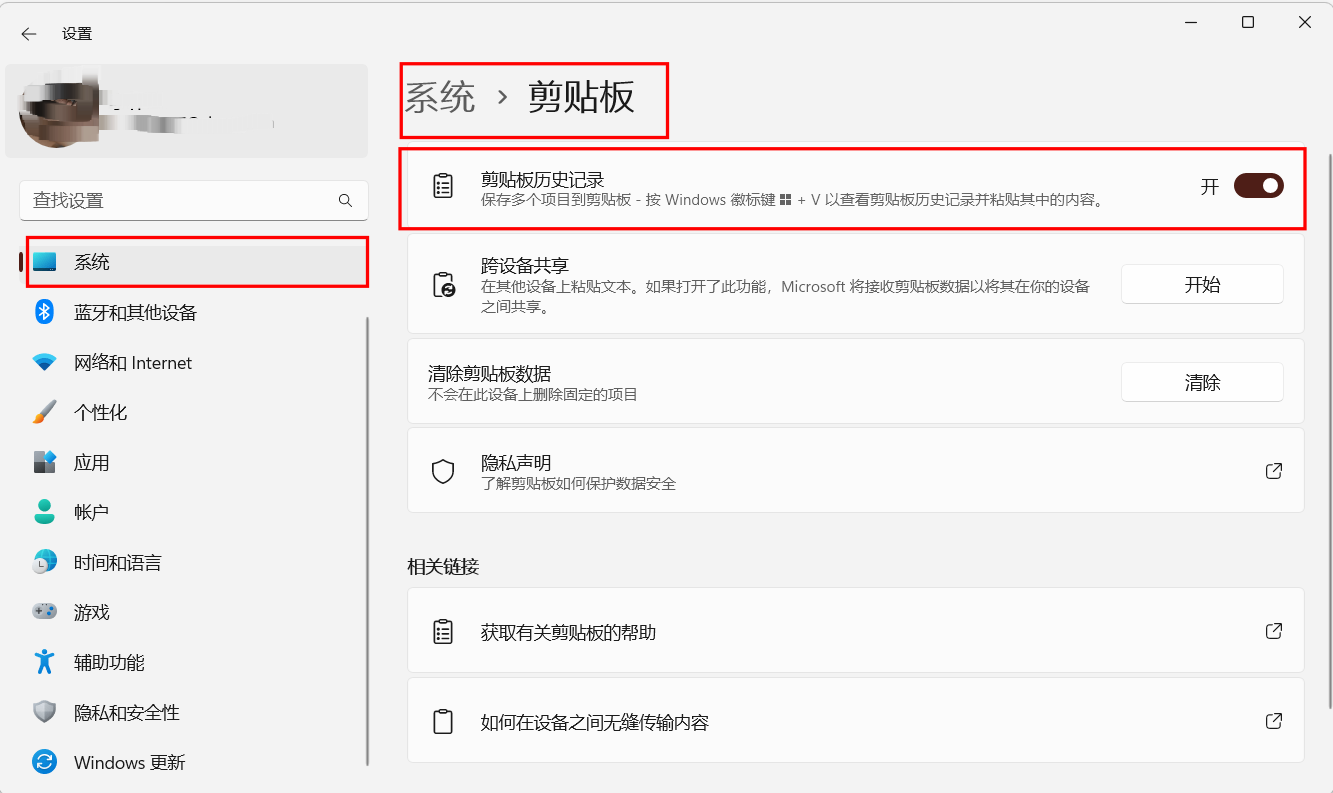 设置
查找设置
系统
蓝牙和其他设备
网络和 Internet
个性化
应用
帐户
时间和语言
游戏
辅助功能
隐私和安全性
Windows 更新
系统 › 剪贴板
剪贴板历史记录
保存多个项目到剪贴板 - 按 Windows 徽标键 + V 以查看剪贴板历史记录并粘贴其中的内容。
开
跨设备共享
在其他设备上粘贴文本。如果打开了此功能，Microsoft 将接收剪贴板数据以将其在你的设备
之间共享。
开始
清除剪贴板数据
不会在此设备上删除固定的项目
清除
隐私声明
了解剪贴板如何保护数据安全
相关链接
获取有关剪贴板的帮助
如何在设备之间无缝传输内容